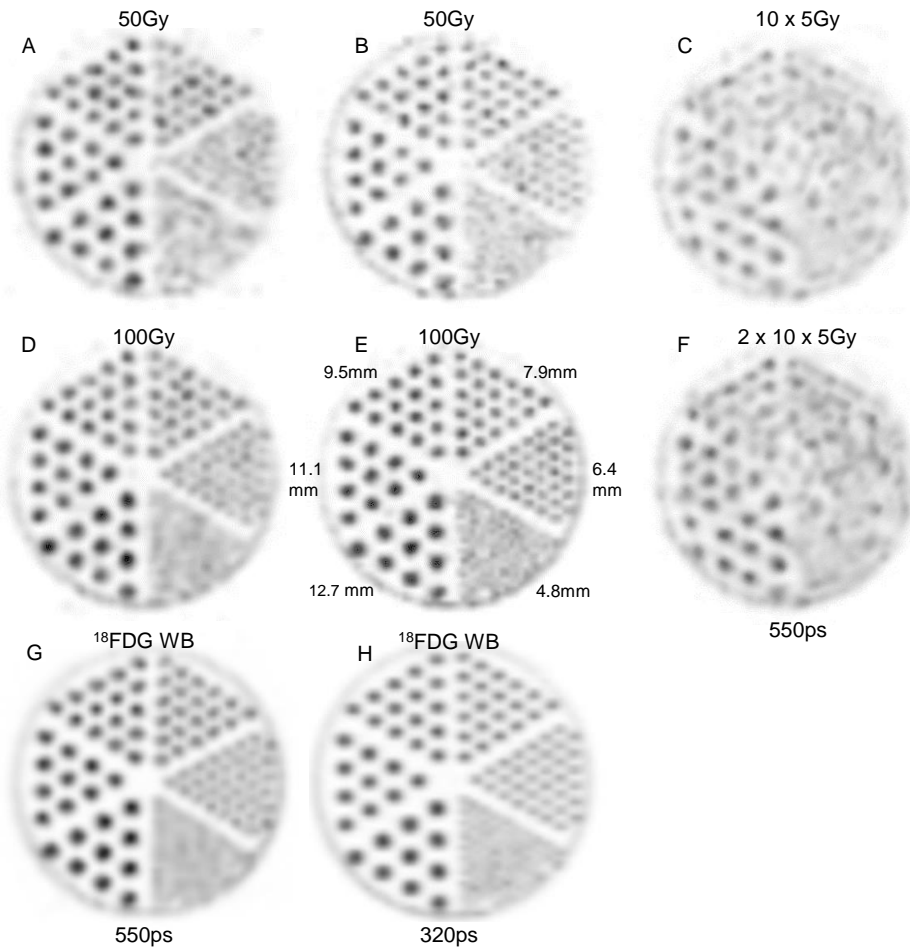 50Gy
50Gy
10 x 5Gy
A
B
C
100Gy
100Gy
2 x 10 x 5Gy
D
E
F
9.5mm
7.9mm
11.1
mm
6.4
mm
12.7 mm
4.8mm
550ps
¹⁸FDG WB
¹⁸FDG WB
G
H
550ps
320ps